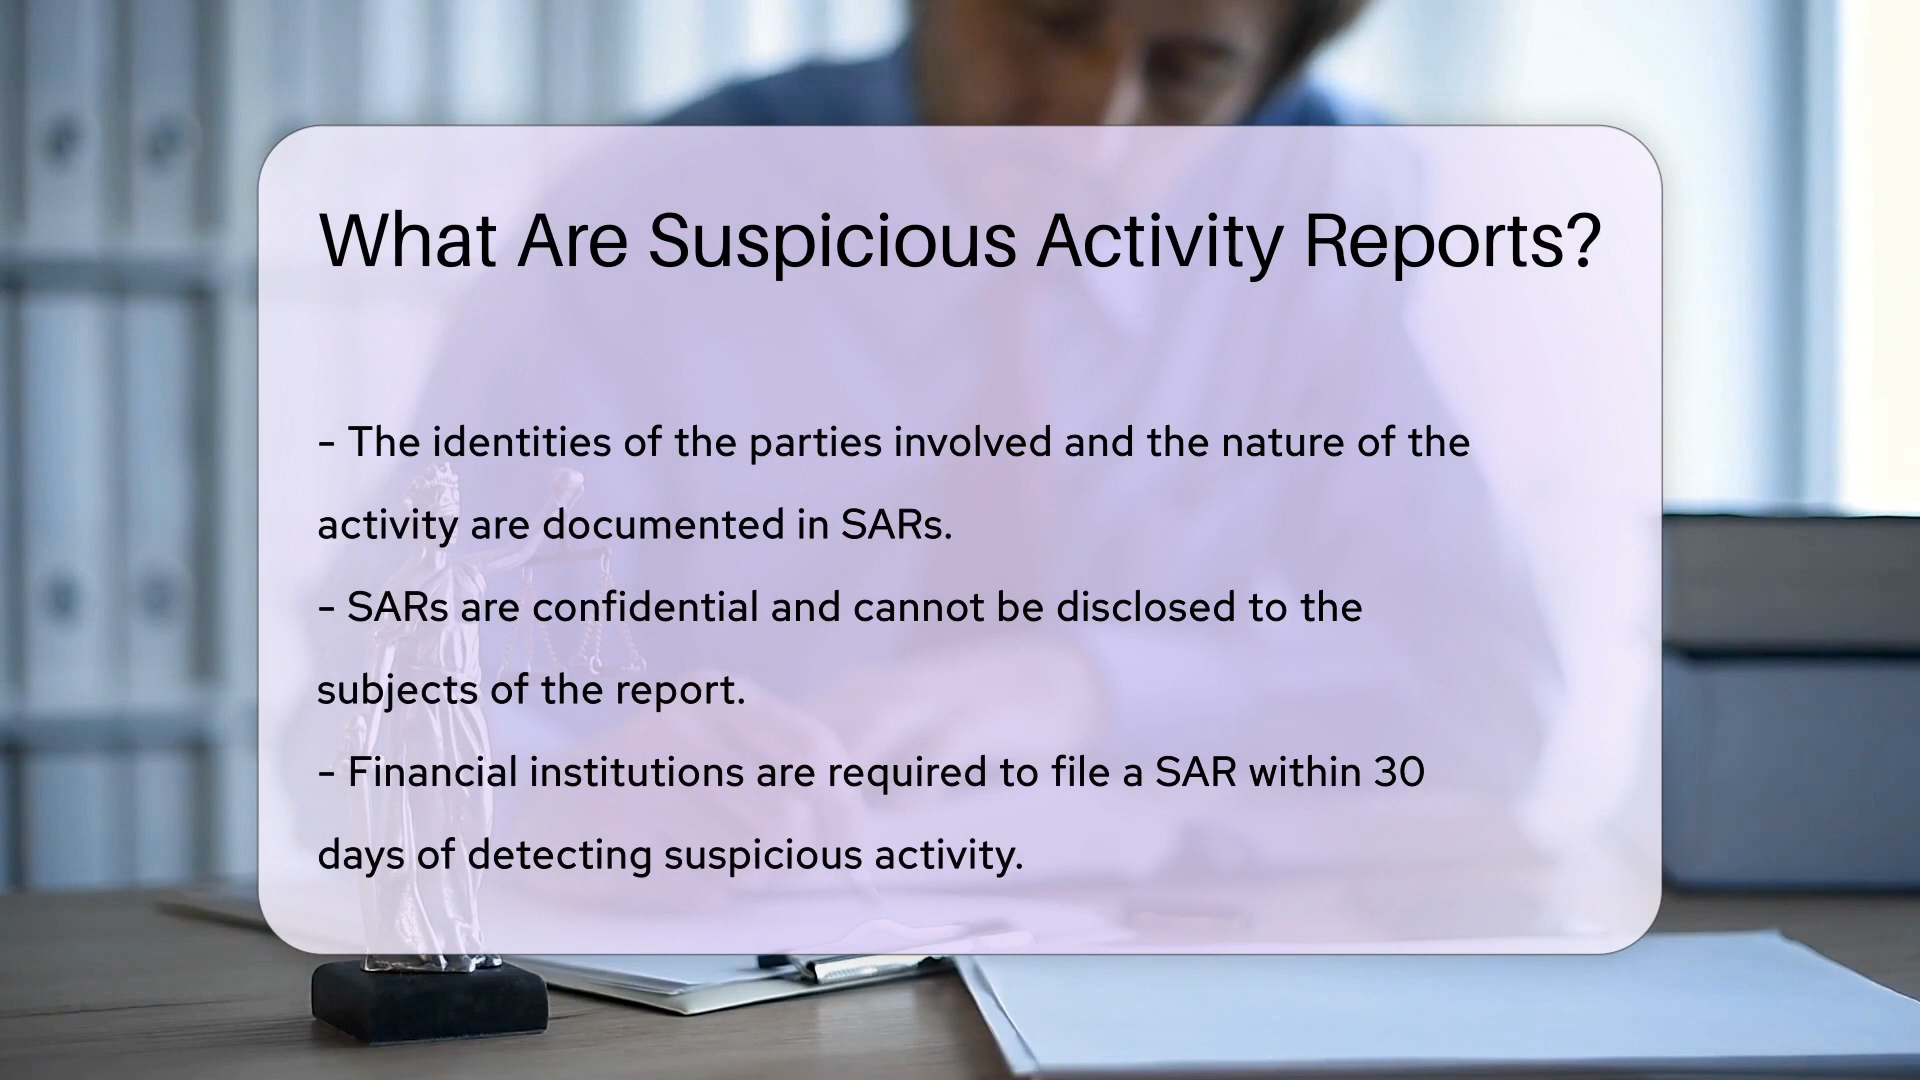 What Are Suspicious Activity Reports?
- The identities of the parties involved and the nature of the
activity are documented in SARs.
- SARs are confidential and cannot be disclosed to the
subjects of the report.
- Financial institutions are required to file a SAR within 30
days of detecting suspicious activity.